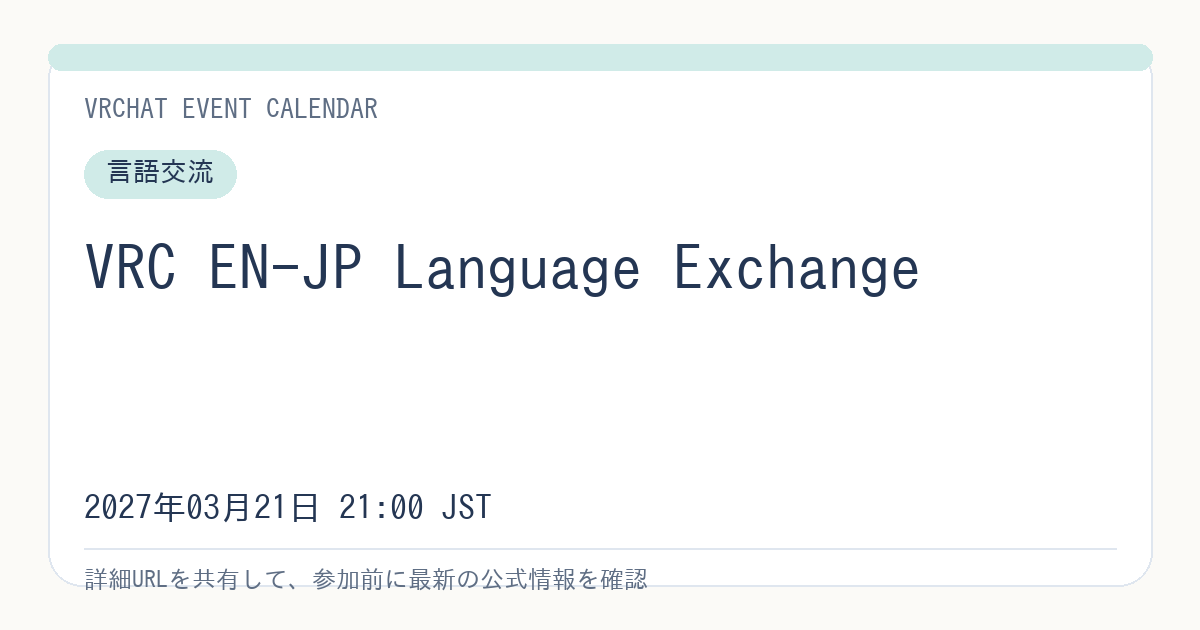 VRCHAT EVENT CALENDAR
言語交流
VRC EN-JP Language Exchange
2027年03月21日 21:00 JST
詳細URLを共有して、参加前に最新の公式情報を確認